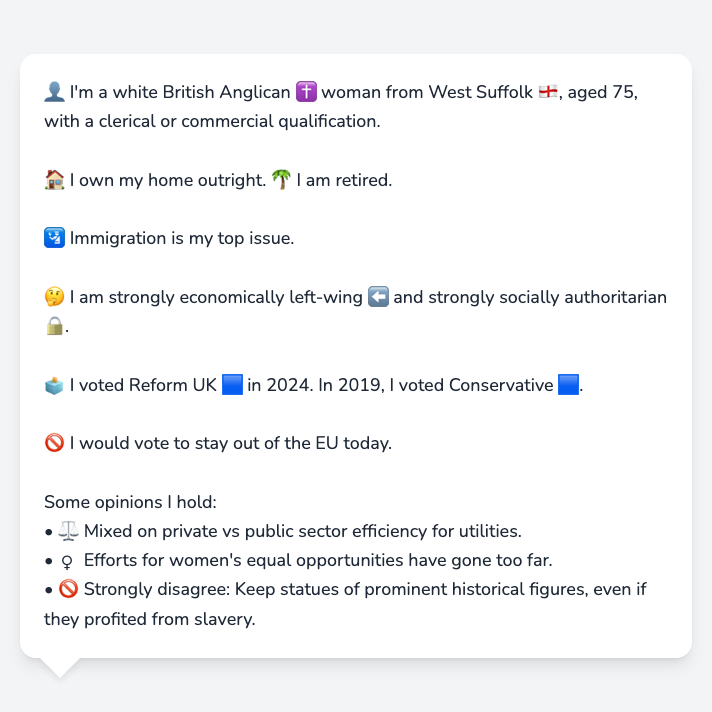 👤 I'm a white British Anglican ✝️ woman from West Suffolk 🏴󠁧󠁢󠁥󠁮󠁧󠁿, aged 75,
with a clerical or commercial qualification.
🏠 I own my home outright. 🌴 I am retired.
🛂 Immigration is my top issue.
🤔 I am strongly economically left-wing ⬅️ and strongly socially authoritarian
🔒.
🗳️ I voted Reform UK 🟦 in 2024. In 2019, I voted Conservative 🟦.
🚫 I would vote to stay out of the EU today.
Some opinions I hold:
• ⚖️ Mixed on private vs public sector efficiency for utilities.
• ♀ Efforts for women's equal opportunities have gone too far.
• 🚫 Strongly disagree: Keep statues of prominent historical figures, even if
they profited from slavery.